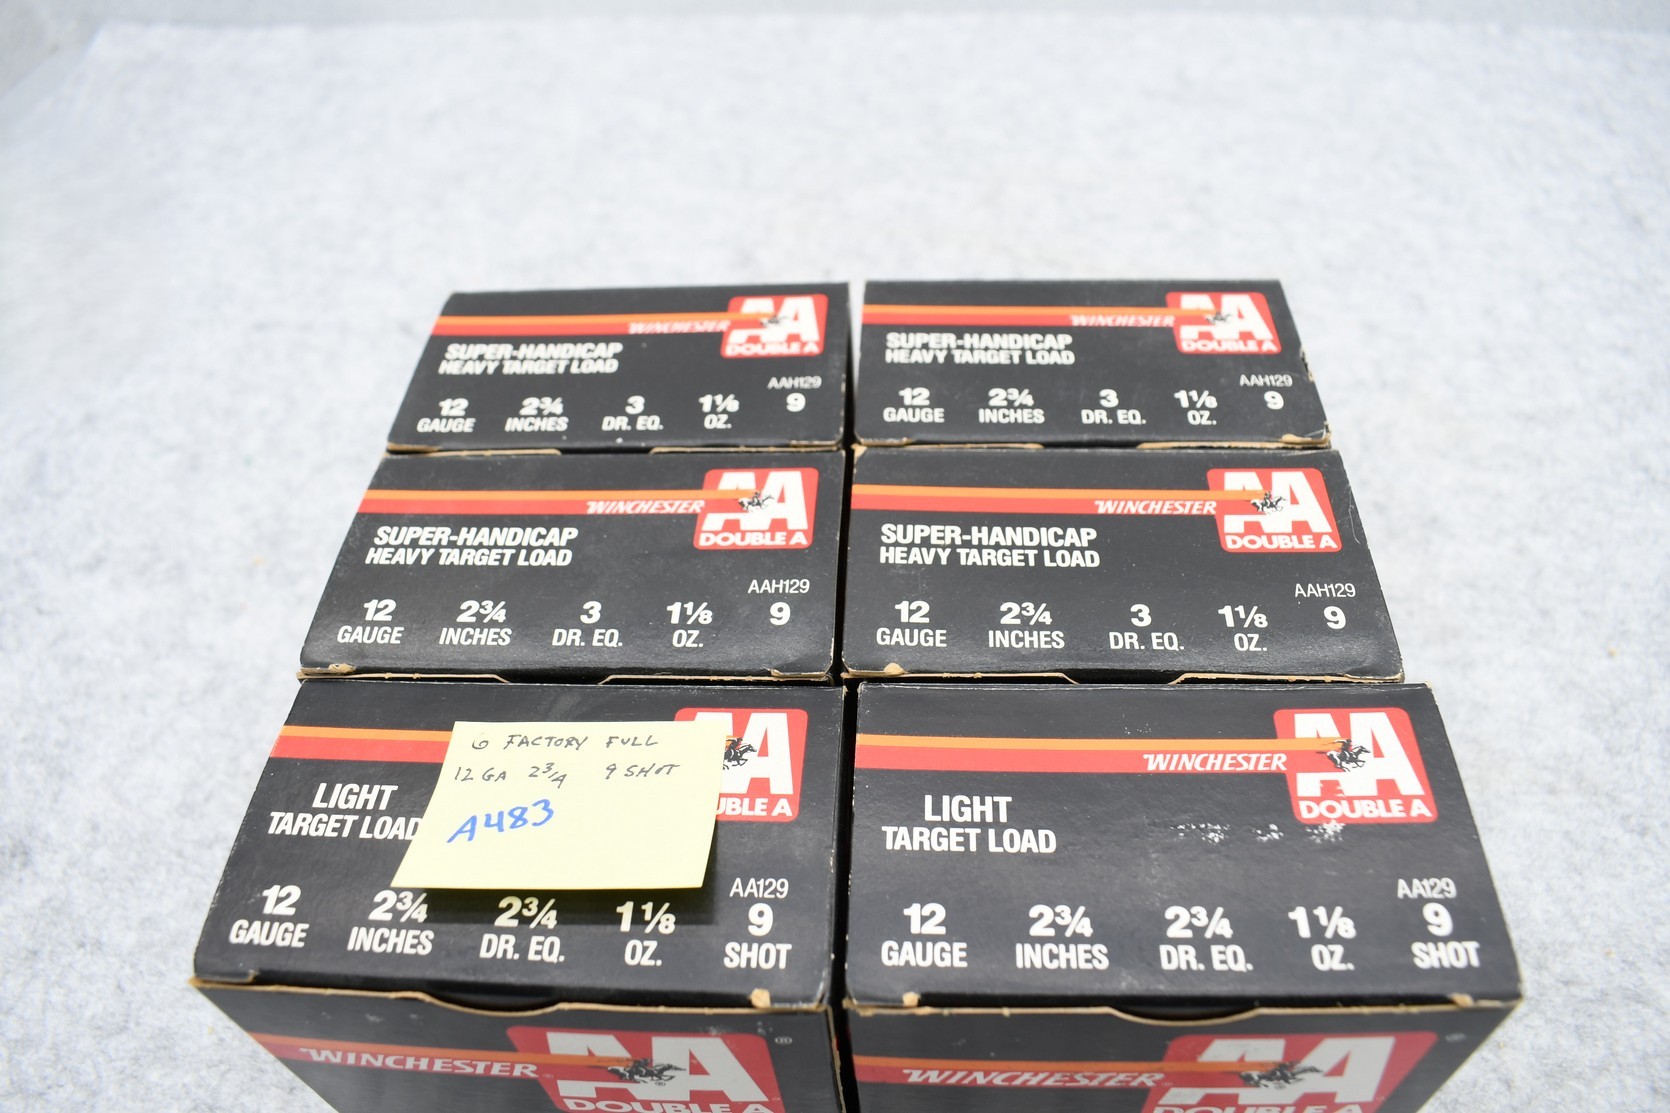 WINCHESTER AA
DOUBLE A
SUPER-HANDICAP
HEAVY TARGET LOAD
AAH129
12 2¾ 3 1⅛ 9
GAUGE INCHES DR. EQ. OZ.
WINCHESTER AA
DOUBLE A
SUPER-HANDICAP
HEAVY TARGET LOAD
AAH129
12 2¾ 3 1⅛ 9
GAUGE INCHES DR. EQ. OZ.
WINCHESTER AA
DOUBLE A
SUPER-HANDICAP
HEAVY TARGET LOAD
AAH129
12 2¾ 3 1⅛ 9
GAUGE INCHES DR. EQ. OZ.
WINCHESTER AA
DOUBLE A
SUPER-HANDICAP
HEAVY TARGET LOAD
AAH129
12 2¾ 3 1⅛ 9
GAUGE INCHES DR. EQ. OZ.
6 FACTORY FULL
12 GA 2¾ 9 SHOT
A483
A
UBLE A
LIGHT
TARGET LOAD
AA129
12 2¾ 2¾ 1⅛ 9
GAUGE INCHES DR. EQ. OZ. SHOT
WINCHESTER AA
DOUBLE A
LIGHT
TARGET LOAD
AA129
12 2¾ 2¾ 1⅛ 9
GAUGE INCHES DR. EQ. OZ. SHOT
WINCHESTER® AA®
DOUBLE A
WINCHESTER® AA®
DOUBLE A